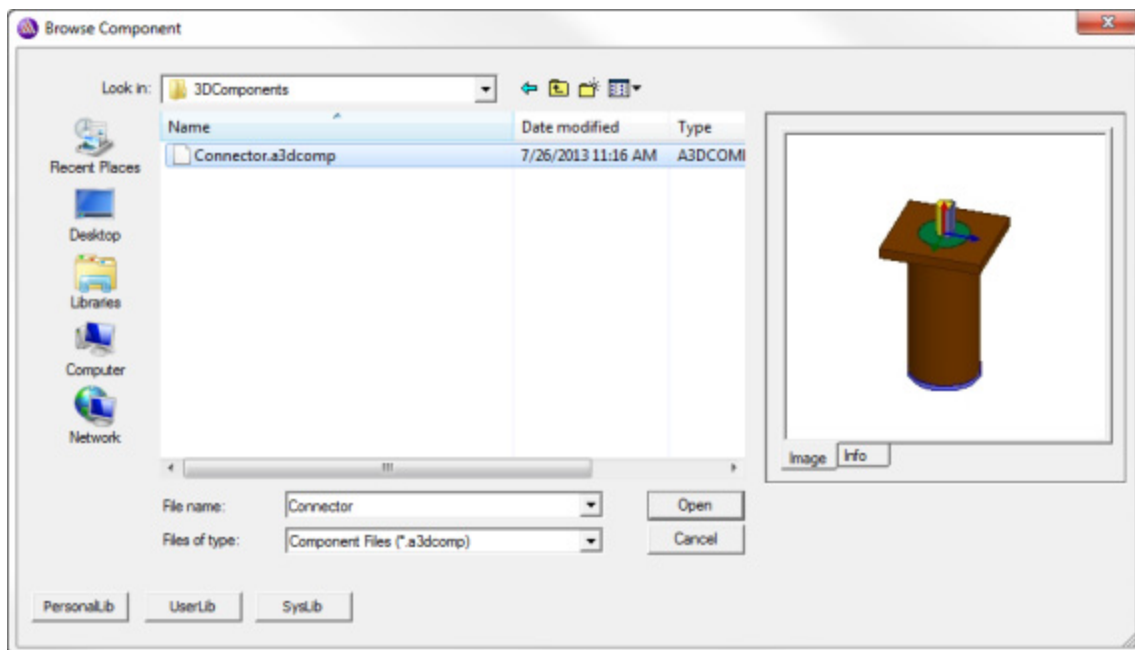 Browse Component
Look in: 3DComponents
Name Date modified Type
Connector.a3dcomp 7/26/2013 11:16 AM A3DCOMI
Recent Places
Desktop
Libraries
Computer
Network
Image Info
File name: Connector Open
Files of type: Component Files (*.a3dcomp) Cancel
PersonalLib UserLib SysLib